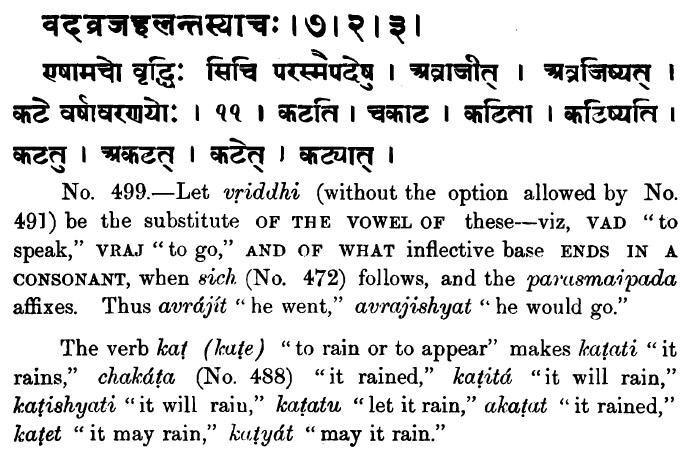 वदव्रजहलन्तस्याचः । ७ । २ । ३ ।
एषामचो वृद्धिः सिचि परस्मैपदेषु । अव्राजीत् । अव्रजिष्यत् ।
कटे वर्षावरणयोः । ११ । कटति । चकाट । कटिता । कटिष्यति ।
कटतु । अकटत् । कटेत् । कट्यात् ।
No. 499.—Let vṛiddhi (without the option allowed by No.
491) be the substitute OF THE VOWEL OF these—viz, VAD “to
speak,” VRAJ “to go,” AND OF WHAT inflective base ENDS IN A
CONSONANT, when sich (No. 472) follows, and the parasmaipada
affixes. Thus avrájít “he went,” avrajishyat “he would go.”
The verb kaṭ (kaṭe) “to rain or to appear” makes kaṭati “it
rains,” chakáṭa (No. 488) “it rained,” kaṭitá “it will rain,”
kaṭishyati “it will rain,” kaṭatu “let it rain,” akaṭat “it rained,”
kaṭet “it may rain,” kaṭyát “may it rain.”